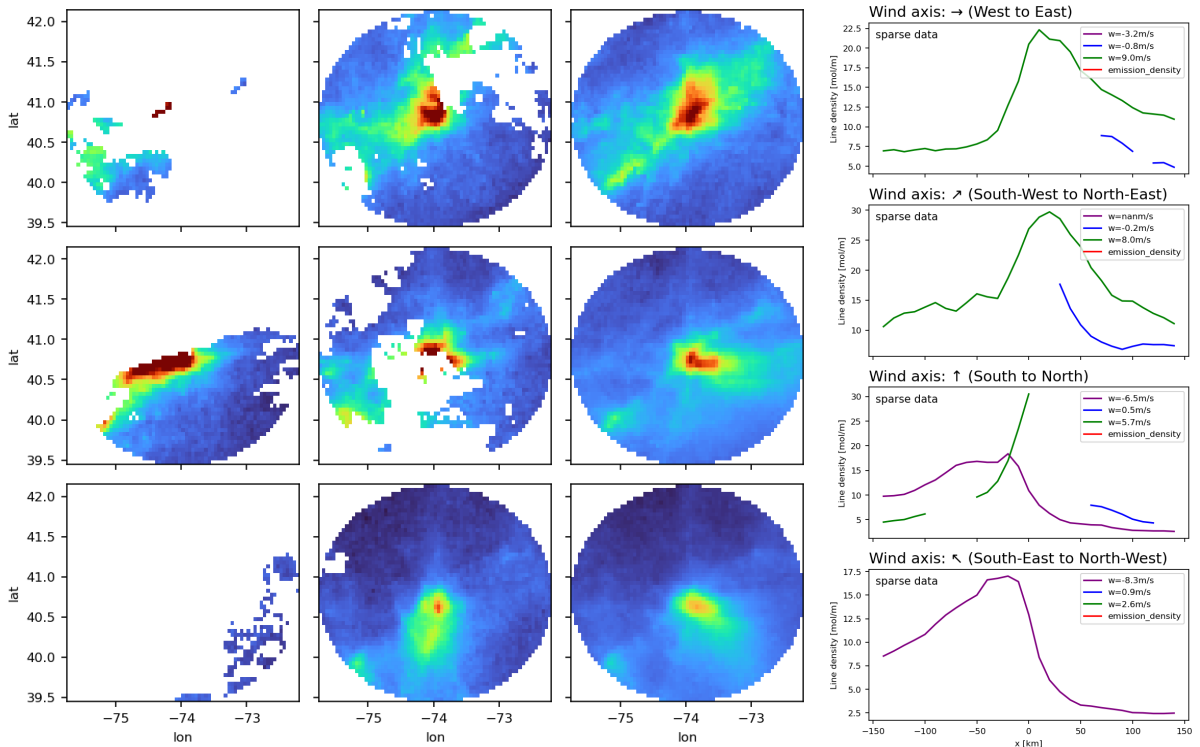 lat
42.0
41.5
41.0
40.5
40.0
39.5
lat
42.0
41.5
41.0
40.5
40.0
39.5
lat
42.0
41.5
41.0
40.5
40.0
39.5
−75 −74 −73
lon
−75 −74 −73
lon
−75 −74 −73
lon
Wind axis: → (West to East)
sparse data
w=-3.2m/s
w=-0.8m/s
w=9.0m/s
emission_density
Line density [mol/m]
22.5
20.0
17.5
15.0
12.5
10.0
7.5
5.0
Wind axis: ↗ (South-West to North-East)
sparse data
w=nanm/s
w=-0.2m/s
w=8.0m/s
emission_density
Line density [mol/m]
30
25
20
15
10
Wind axis: ↑ (South to North)
sparse data
w=-6.5m/s
w=0.5m/s
w=5.7m/s
emission_density
Line density [mol/m]
30
25
20
15
10
5
Wind axis: ↖ (South-East to North-West)
sparse data
w=-8.3m/s
w=0.9m/s
w=2.6m/s
emission_density
Line density [mol/m]
17.5
15.0
12.5
10.0
7.5
5.0
2.5
−150 −100 −50 0 50 100 150
x [km]